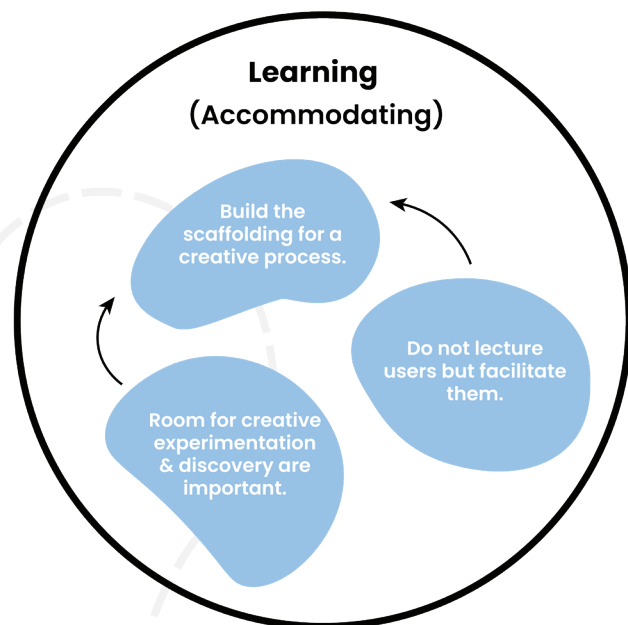 Learning
(Accommodating)
Build the
scaffolding for a
creative process.
Do not lecture
users but facilitate
them.
Room for creative
experimentation
& discovery are
important.